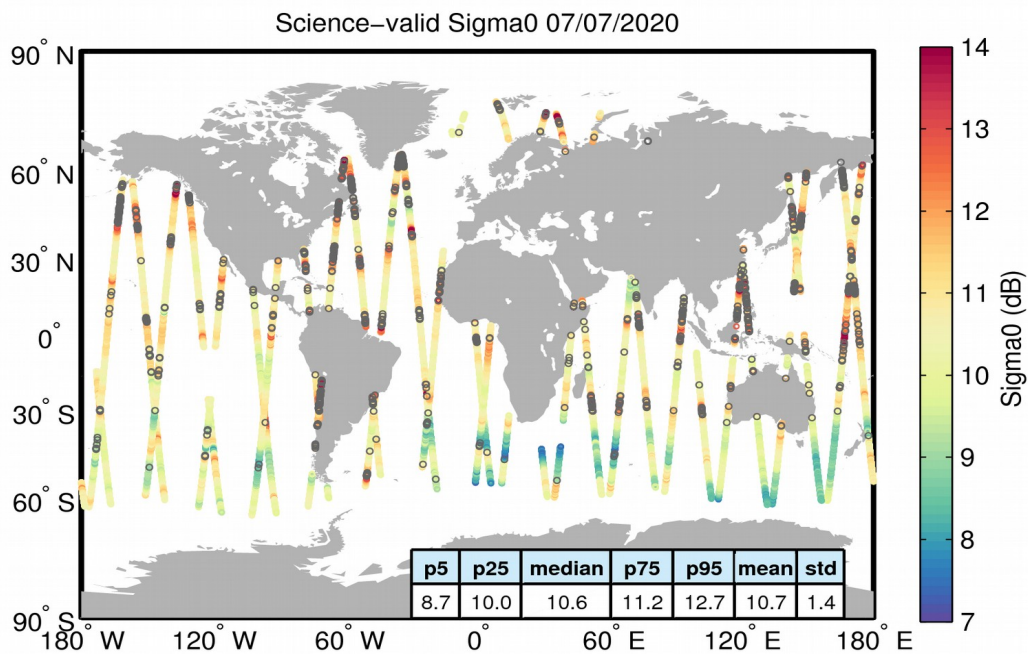 Science−valid Sigma0 07/07/2020
90° N
60° N
30° N
0°
30° S
60° S
90° S
180° W
120° W
60° W
0°
60° E
120° E
180° E
p5 p25 median p75 p95 mean std
8.7 10.0 10.6 11.2 12.7 10.7 1.4
14
13
12
11
10
9
8
7
Sigma0 (dB)